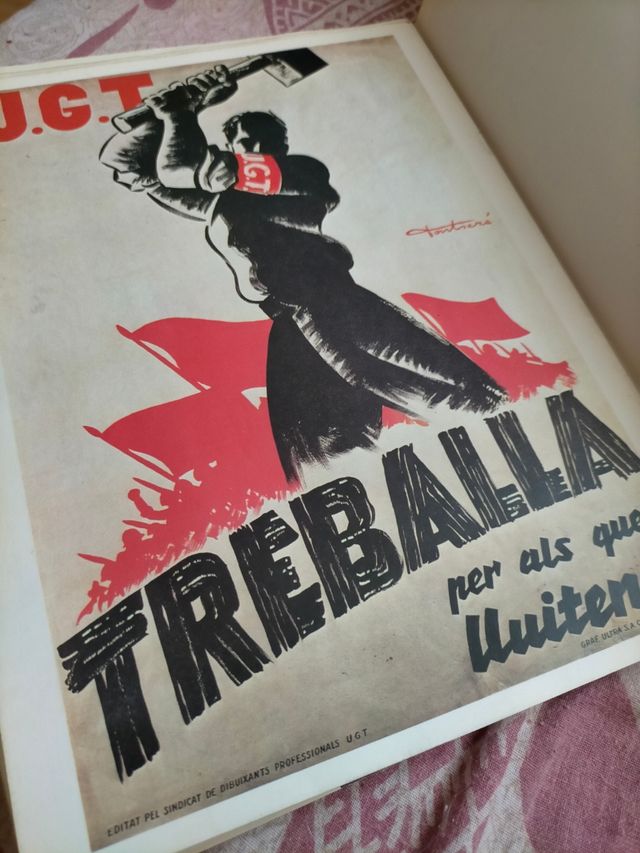 U.G.T
U.G.T.
Fontseré
TREBALLA
per als que
lluiten
GRAF. ULTRA S.A.
EDITAT PEL SINDICAT DE DIBUIXANTS PROFESSIONALS U G T